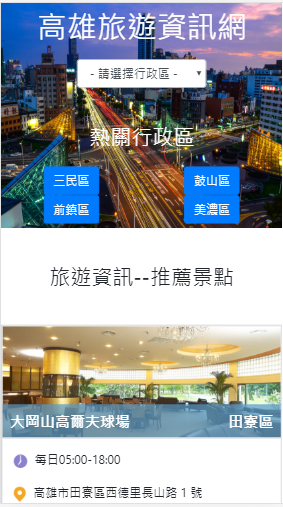 高雄旅遊資訊網
- 請選擇行政區 -
熱門行政區
三民區 鼓山區
前鎮區 美濃區
旅遊資訊--推薦景點
大岡山高爾夫球場 田寮區
每日05:00-18:00
高雄市田寮區西德里長山路 1 號